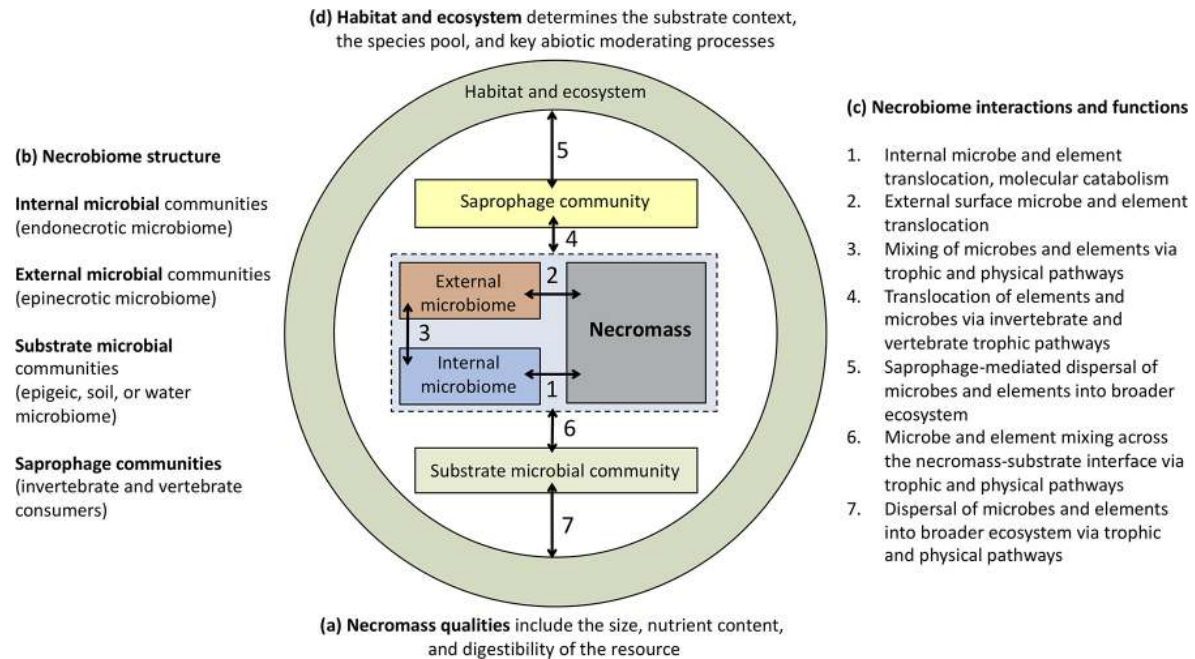 (d) Habitat and ecosystem determines the substrate context,
the species pool, and key abiotic moderating processes
(b) Necrobiome structure
Internal microbial communities
(endonecrotic microbiome)
External microbial communities
(epinecrotic microbiome)
Substrate microbial
communities
(epigeic, soil, or water
microbiome)
Saprophage communities
(invertebrate and vertebrate
consumers)
Habitat and ecosystem
5
Saprophage community
4
External
microbiome
2
Necromass
3
Internal
microbiome
1
6
Substrate microbial community
7
(c) Necrobiome interactions and functions
1. Internal microbe and element
translocation, molecular catabolism
2. External surface microbe and element
translocation
3. Mixing of microbes and elements via
trophic and physical pathways
4. Translocation of elements and
microbes via invertebrate and
vertebrate trophic pathways
5. Saprophage-mediated dispersal of
microbes and elements into broader
ecosystem
6. Microbe and element mixing across
the necromass-substrate interface via
trophic and physical pathways
7. Dispersal of microbes and elements
into broader ecosystem via trophic
and physical pathways
(a) Necromass qualities include the size, nutrient content,
and digestibility of the resource